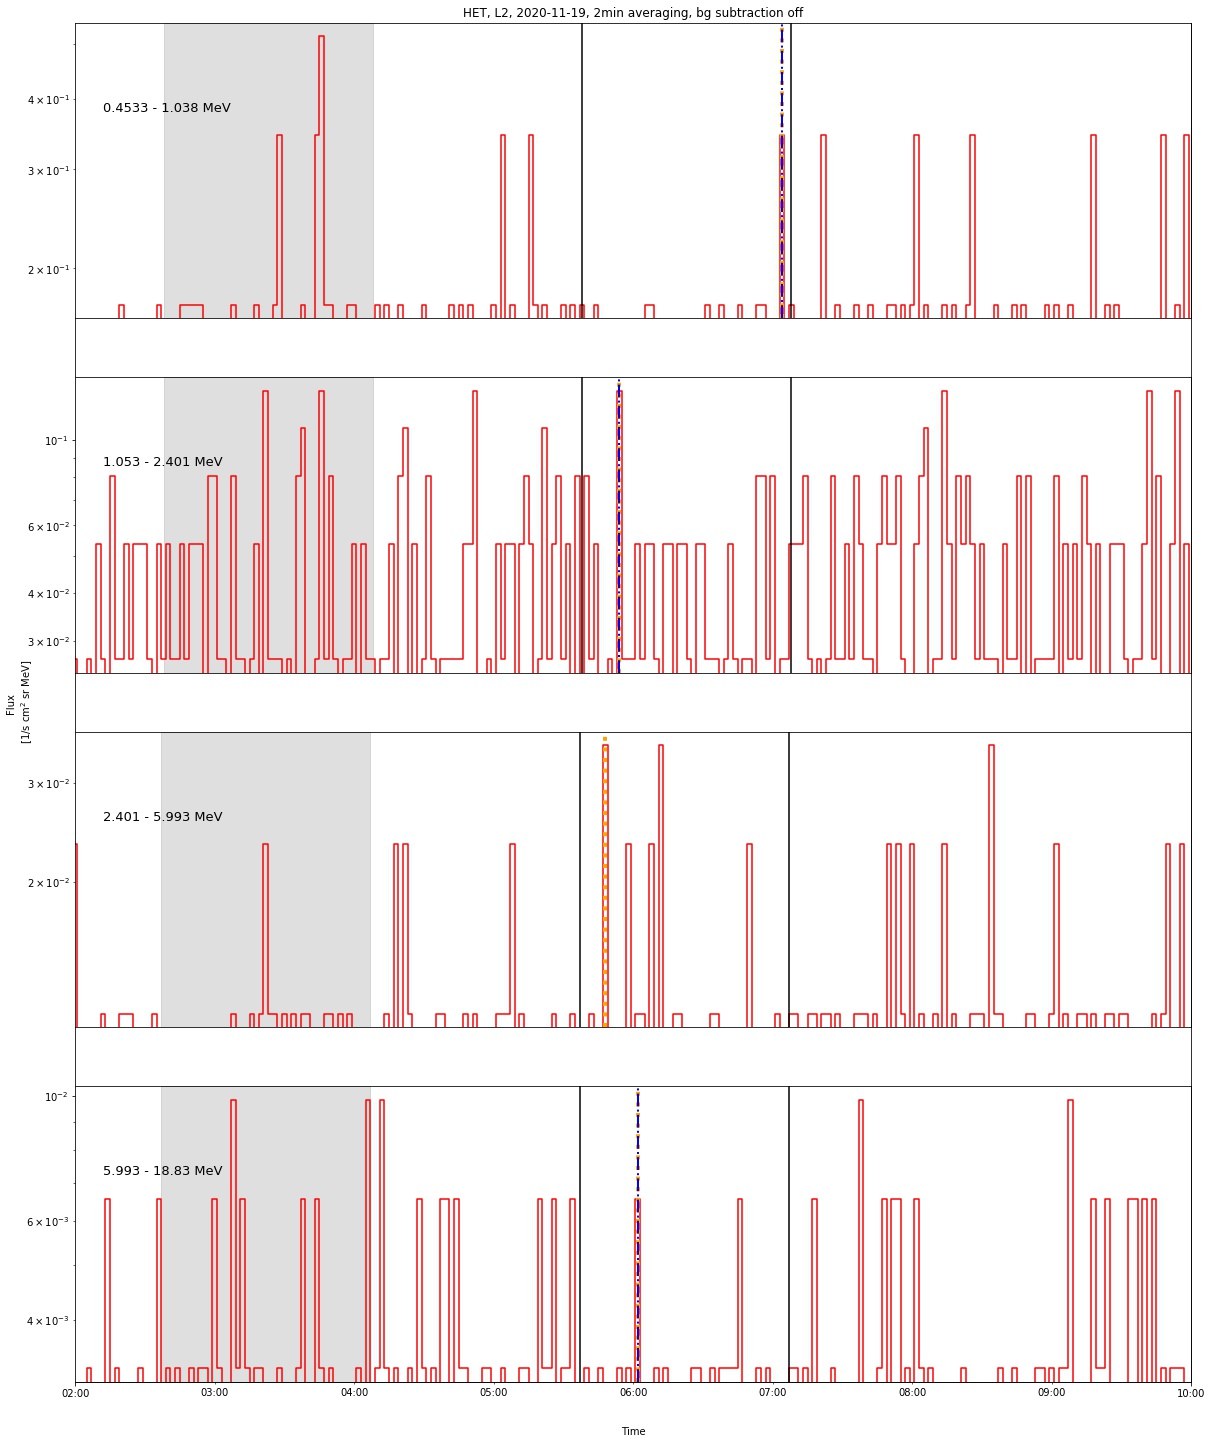 HET, L2, 2020-11-19, 2min averaging, bg subtraction off
4 × 10⁻¹
0.4533 - 1.038 MeV
3 × 10⁻¹
2 × 10⁻¹
10⁻¹
1.053 - 2.401 MeV
6 × 10⁻²
4 × 10⁻²
3 × 10⁻²
Flux
[1/s cm² sr MeV]
3 × 10⁻²
2.401 - 5.993 MeV
2 × 10⁻²
10⁻²
5.993 - 18.83 MeV
6 × 10⁻³
4 × 10⁻³
02:00 03:00 04:00 05:00 06:00 07:00 08:00 09:00 10:00
Time